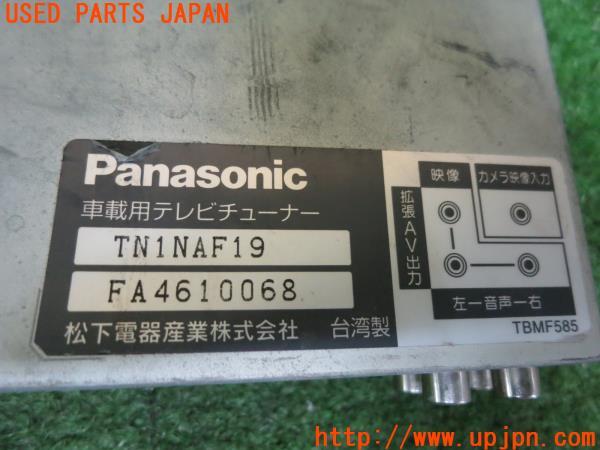 USED PARTS JAPAN
Panasonic
車載用テレビチューナー
TN1NAF19
FA4610068
松下電器産業株式会社 台湾製
映像
カメラ映像入力
拡張AV出力
左ー音声ー右
TBMF585
http://www.upjpn.com/